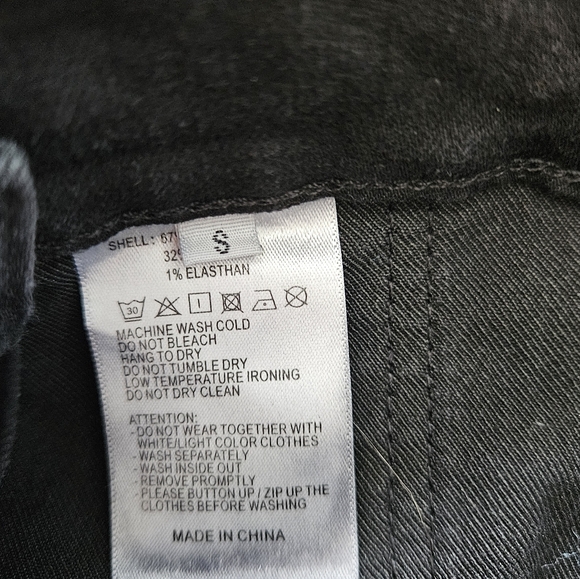 SHELL: 67%
S
32%
1% ELASTHAN
30
MACHINE WASH COLD
DO NOT BLEACH
HANG TO DRY
DO NOT TUMBLE DRY
LOW TEMPERATURE IRONING
DO NOT DRY CLEAN
ATTENTION:
- DO NOT WEAR TOGETHER WITH
WHITE/LIGHT COLOR CLOTHES
- WASH SEPARATELY
- WASH INSIDE OUT
- REMOVE PROMPTLY
- PLEASE BUTTON UP / ZIP UP THE
CLOTHES BEFORE WASHING
MADE IN CHINA